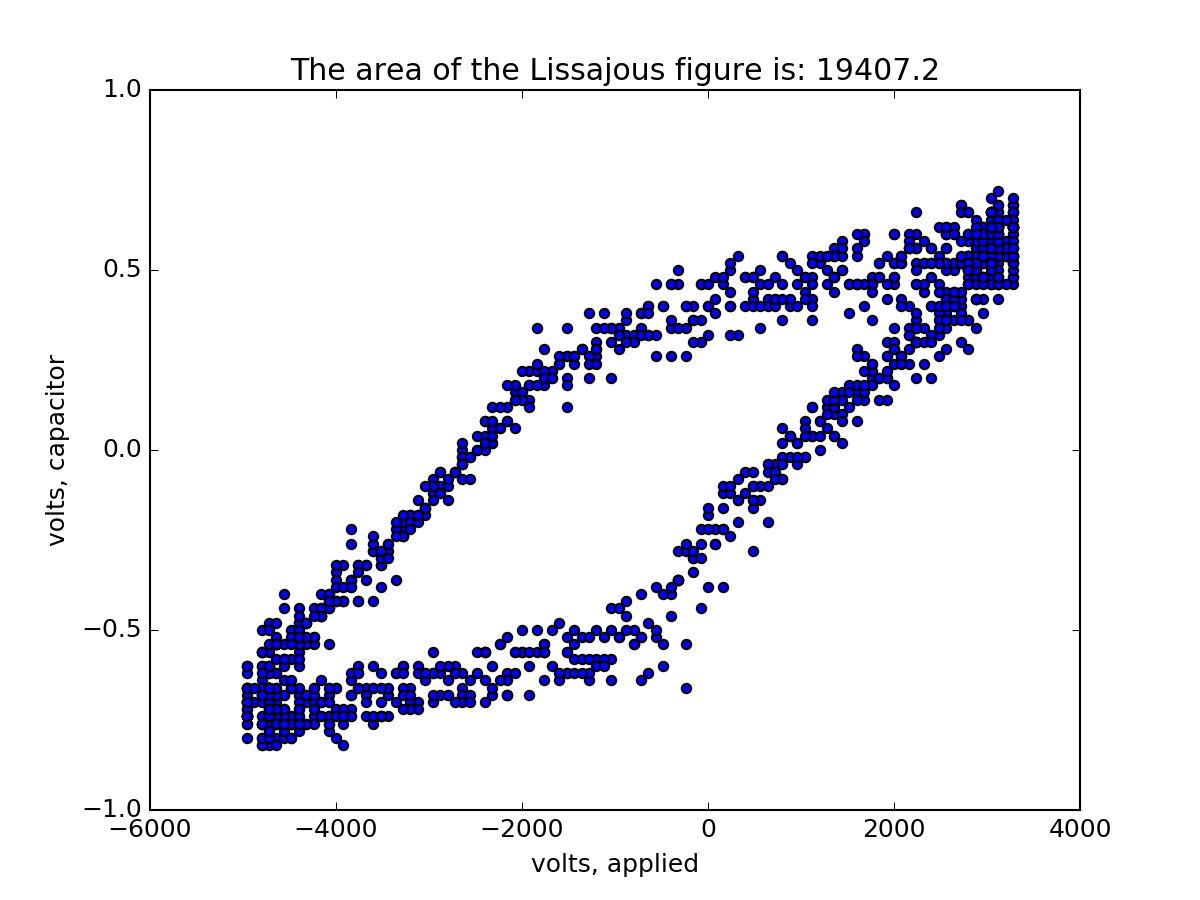 The area of the Lissajous figure is: 19407.2
1.0
0.5
0.0
−0.5
−1.0
volts, capacitor
−6000 −4000 −2000 0 2000 4000
volts, applied